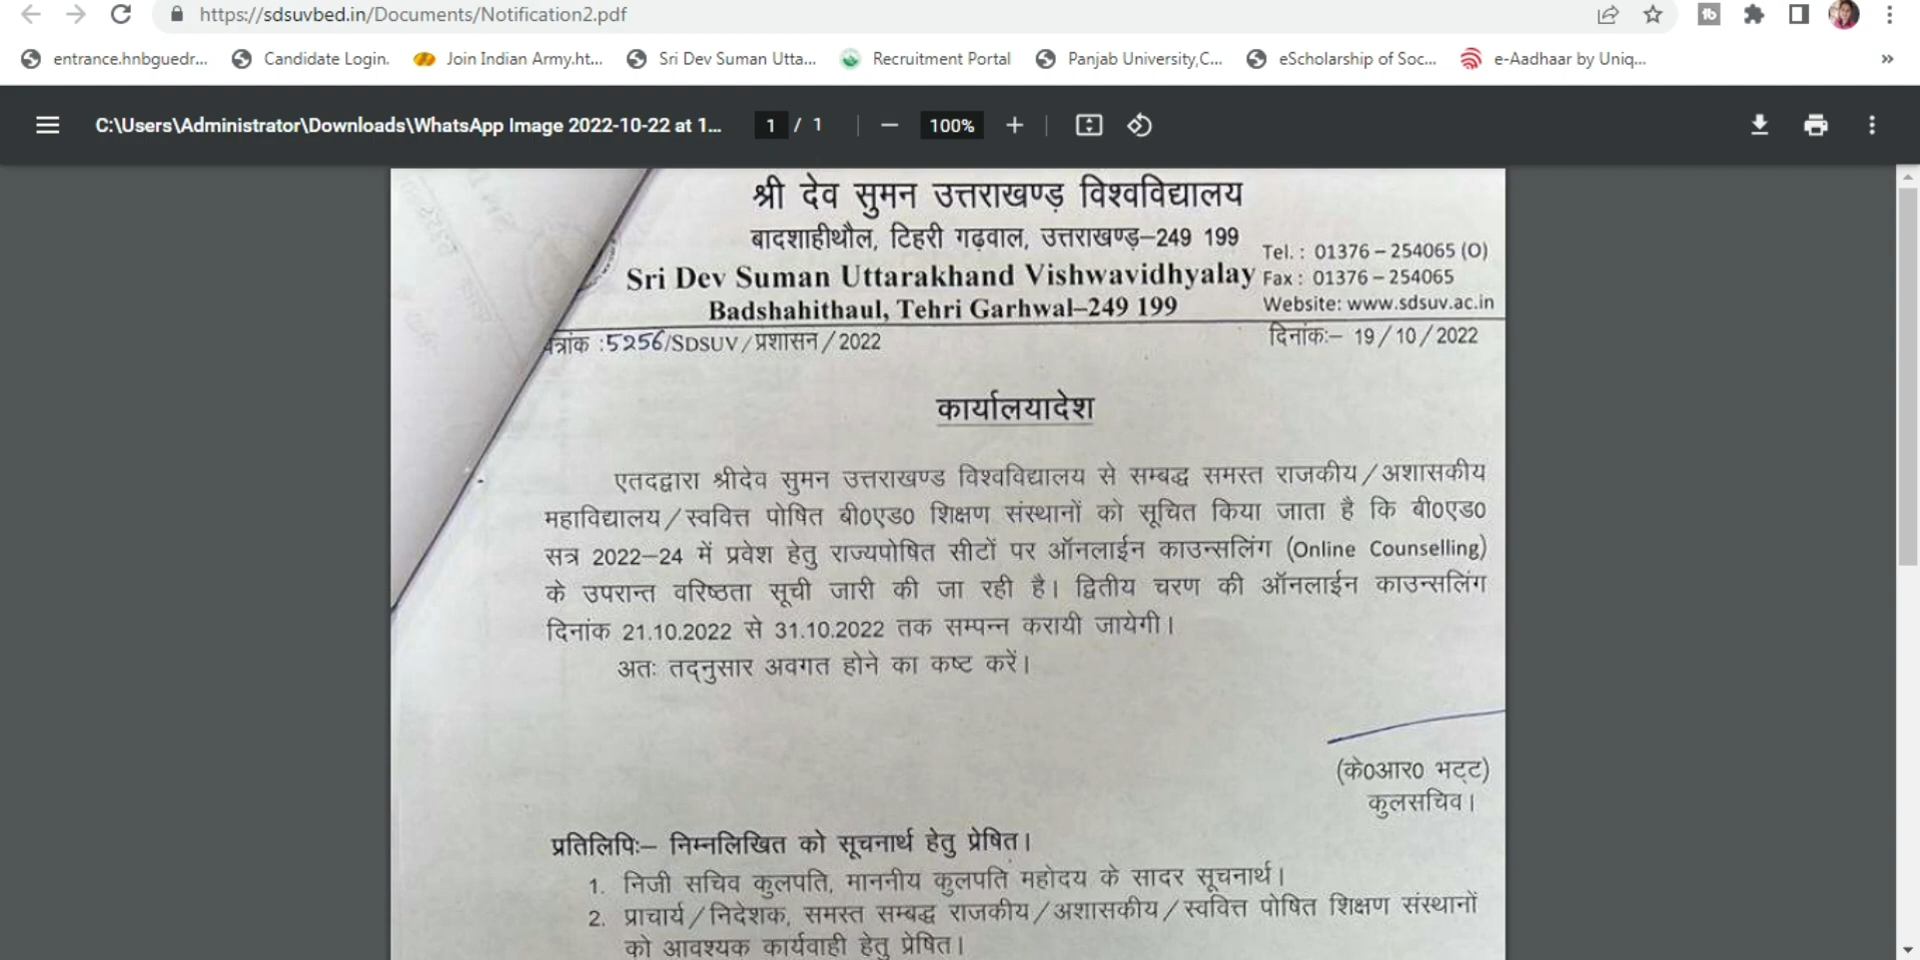 https://sdsuvbed.in/Documents/Notification2.pdf
entrance.hnbguedr... Candidate Login. Join Indian Army.ht... Sri Dev Suman Utta... Recruitment Portal Panjab University,C... eScholarship of Soc... e-Aadhaar by Uniq... »
C:\Users\Administrator\Downloads\WhatsApp Image 2022-10-22 at 1... 1 / 1 — 100% +
श्री देव सुमन उत्तराखण्ड़ विश्वविद्यालय
बादशाहीथौल, टिहरी गढ़वाल, उत्तराखण्ड़–249 199
Tel. : 01376 – 254065 (O)
Sri Dev Suman Uttarakhand Vishwavidhyalay Fax : 01376 – 254065
Badshahithaul, Tehri Garhwal–249 199 Website: www.sdsuv.ac.in
पत्रांक :5256/SDSUV/प्रशासन/2022 दिनांकः– 19/10/2022
कार्यालयादेश
एतदद्वारा श्रीदेव सुमन उत्तराखण्ड विश्वविद्यालय से सम्बद्ध समस्त राजकीय/अशासकीय
महाविद्यालय/स्ववित्त पोषित बी0एड0 शिक्षण संस्थानों को सूचित किया जाता है कि बी0एड0
सत्र 2022–24 में प्रवेश हेतु राज्यपोषित सीटों पर ऑनलाईन काउन्सलिंग (Online Counselling)
के उपरान्त वरिष्ठता सूची जारी की जा रही है। द्वितीय चरण की ऑनलाईन काउन्सलिंग
दिनांक 21.10.2022 से 31.10.2022 तक सम्पन्न करायी जायेगी।
अतः तद्नुसार अवगत होने का कष्ट करें।
(के0आर0 भट्ट)
कुलसचिव।
प्रतिलिपिः– निम्नलिखित को सूचनार्थ हेतु प्रेषित।
1. निजी सचिव कुलपति, माननीय कुलपति महोदय के सादर सूचनार्थ।
2. प्राचार्य/निदेशक, समस्त सम्बद्ध राजकीय/अशासकीय/स्ववित्त पोषित शिक्षण संस्थानों
को आवश्यक कार्यवाही हेतु प्रेषित।